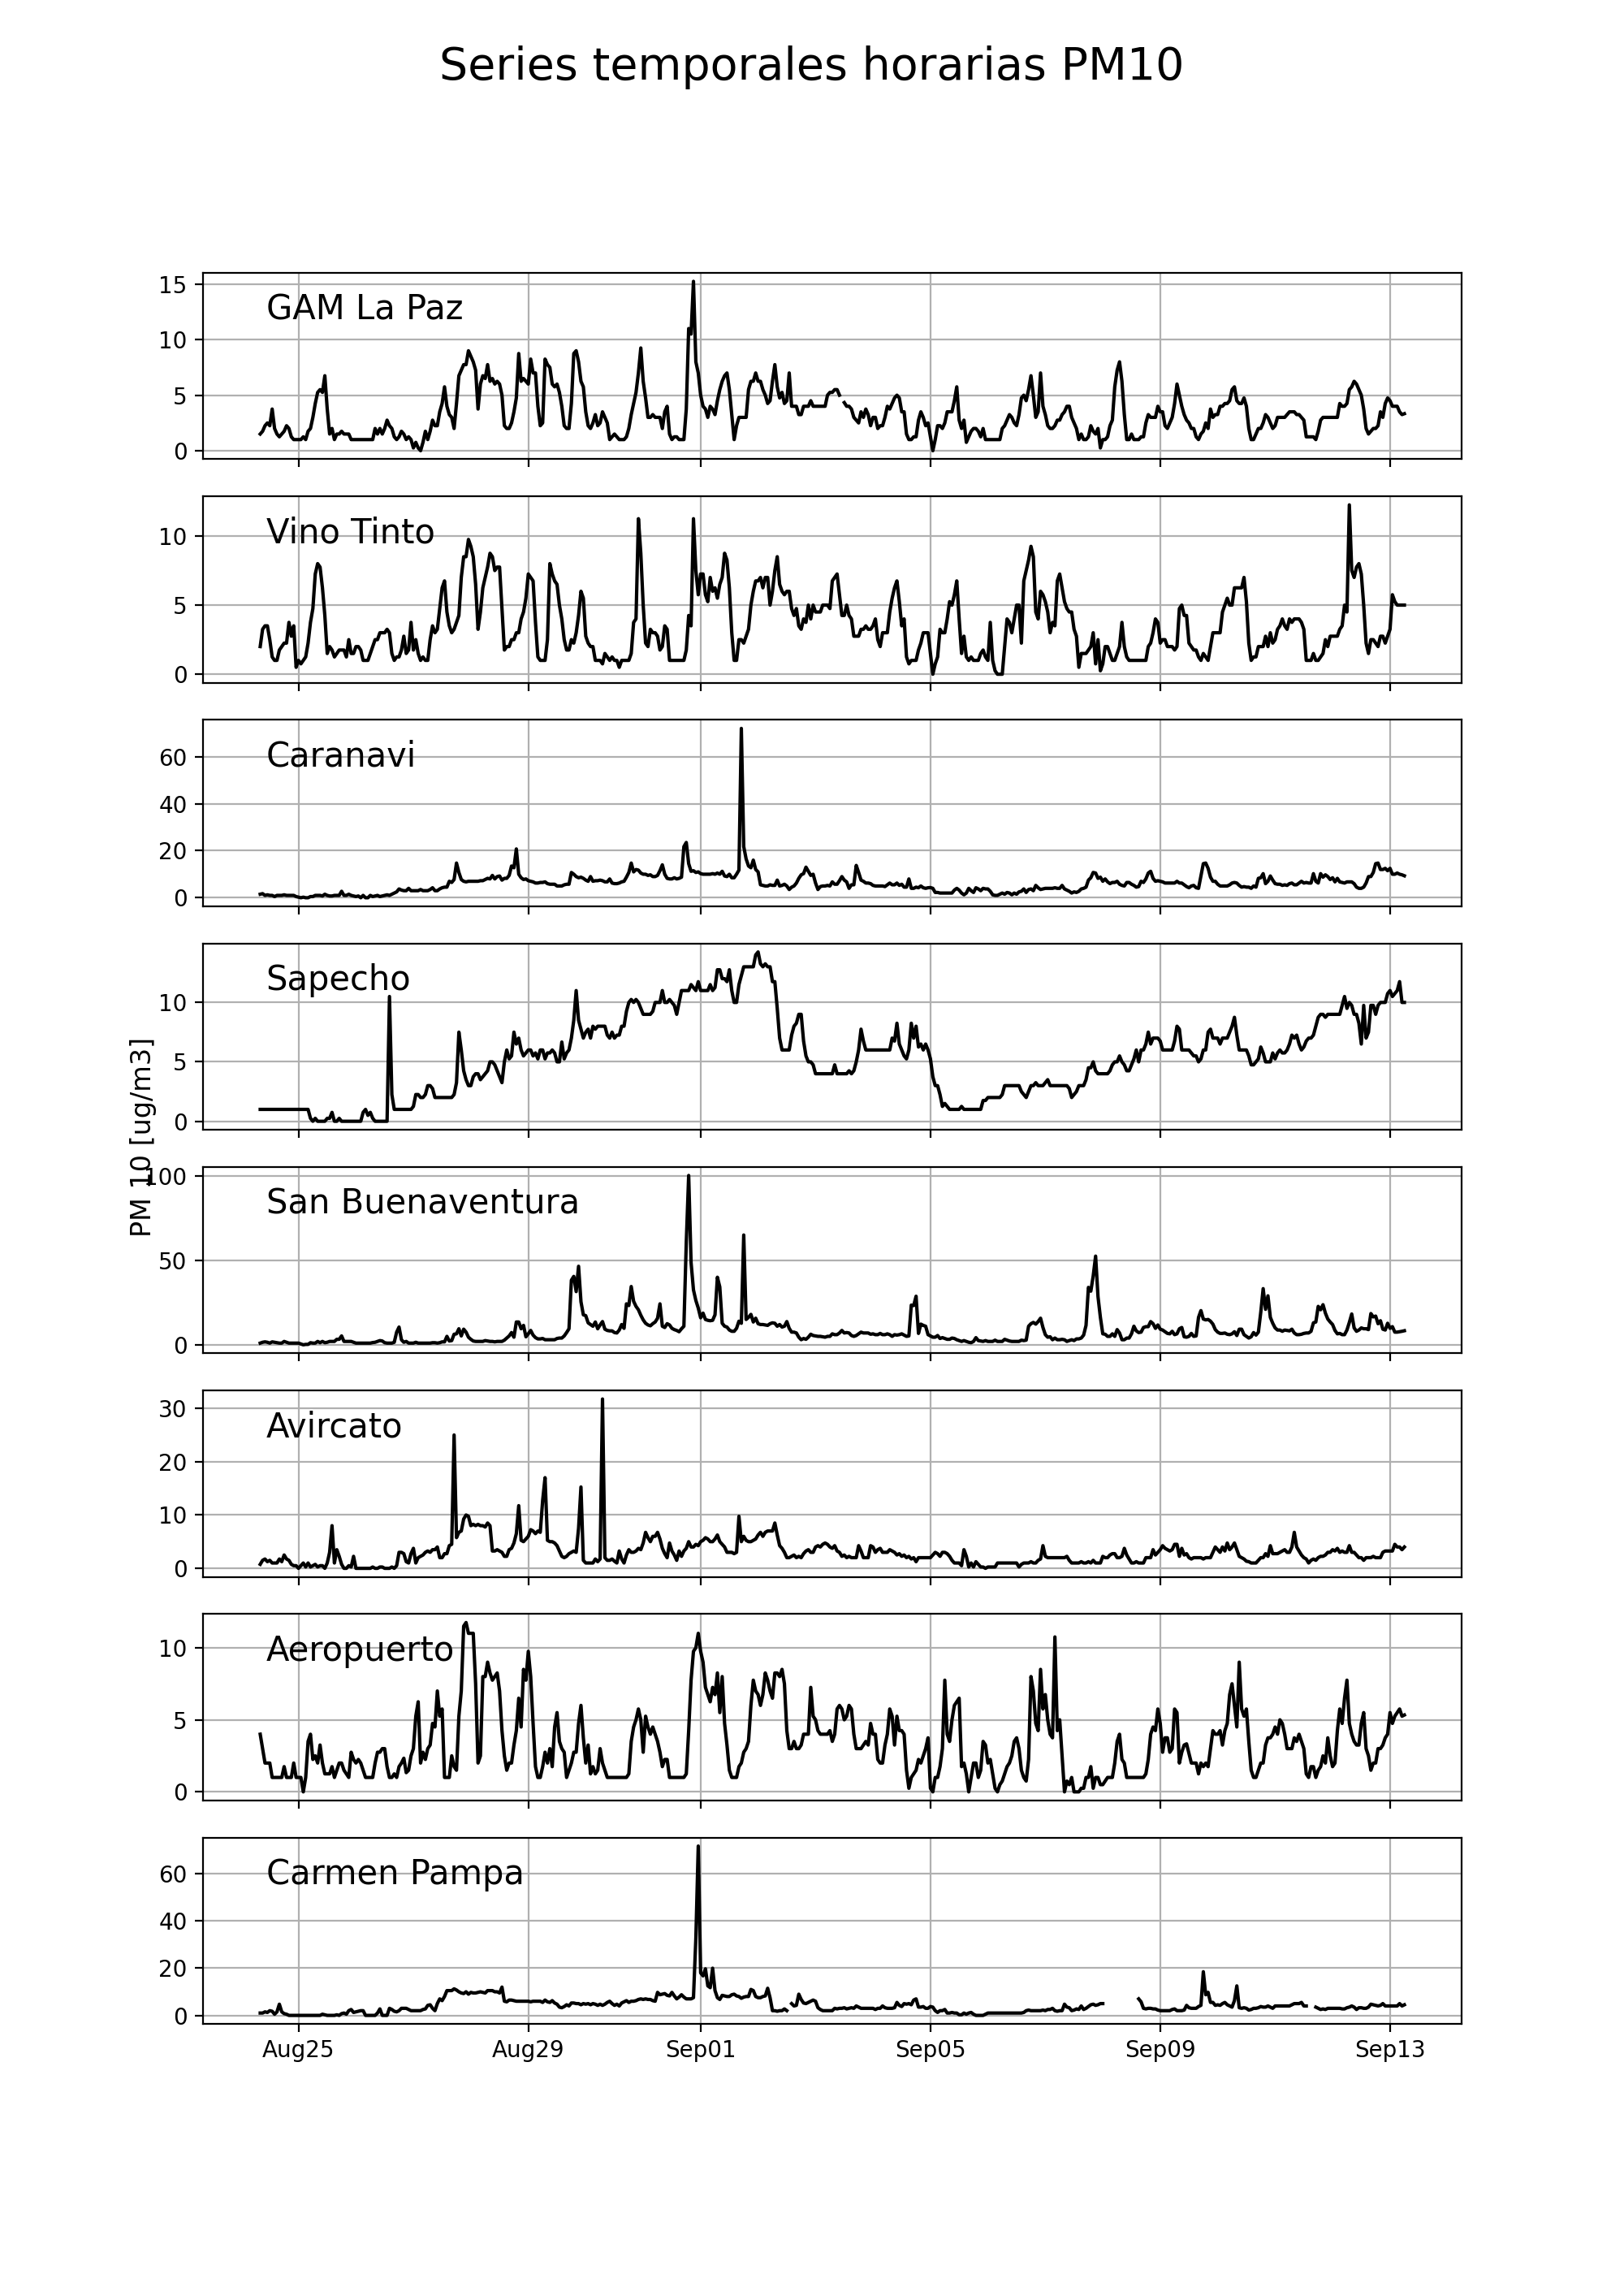 Series temporales horarias PM10
15
GAM La Paz
10
5
0
Vino Tinto
10
5
0
Caranavi
60
40
20
0
Sapecho
10
5
0
PM 10 [ug/m3]
100
San Buenaventura
50
0
30
Avircato
20
10
0
Aeropuerto
10
5
0
Carmen Pampa
60
40
20
0
Aug25 Aug29 Sep01 Sep05 Sep09 Sep13